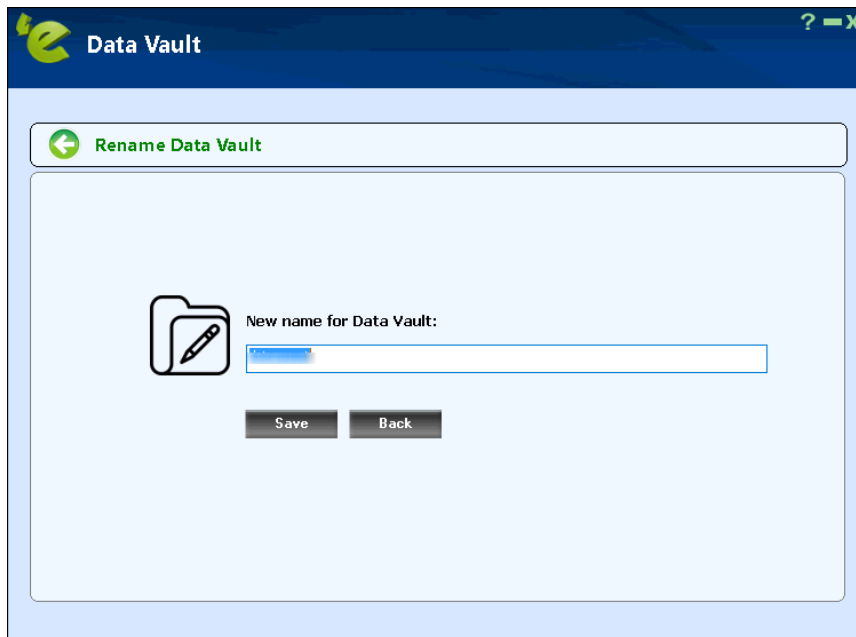 Data Vault
? X
Rename Data Vault
New name for Data Vault:
Save Back